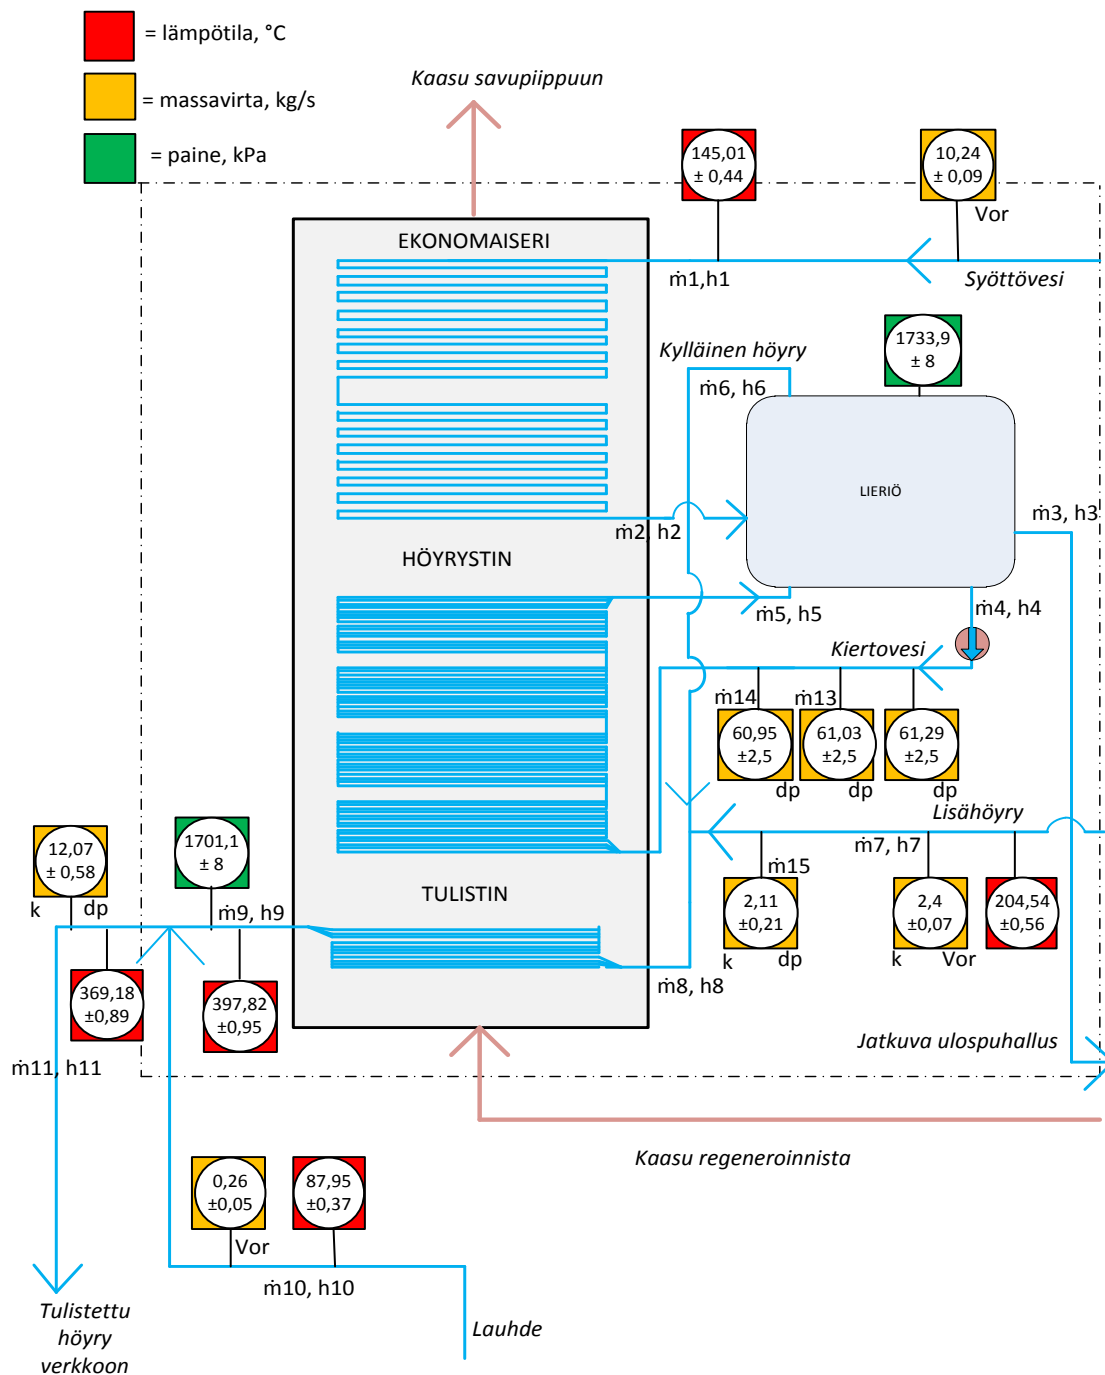 = lämpötila, °C
= massavirta, kg/s
= paine, kPa
Kaasu savupiippuun
145,01
± 0,44
10,24
± 0,09
Vor
EKONOMAISERI
ṁ1,h1
Syöttövesi
Kylläinen höyry
1733,9
± 8
ṁ6, h6
LIERIÖ
ṁ3, h3
ṁ2, h2
HÖYRYSTIN
ṁ5, h5
ṁ4, h4
Kiertovesi
ṁ14
ṁ13
60,95
±2,5
dp
61,03
±2,5
dp
61,29
±2,5
dp
Lisähöyry
ṁ7, h7
ṁ15
2,11
±0,21
k
dp
2,4
±0,07
k
Vor
204,54
±0,56
12,07
± 0,58
k
dp
1701,1
± 8
TULISTIN
ṁ9, h9
ṁ8, h8
369,18
±0,89
397,82
±0,95
Jatkuva ulospuhallus
ṁ11, h11
Kaasu regeneroinnista
0,26
±0,05
Vor
87,95
±0,37
ṁ10, h10
Tulistettu
höyry
verkkoon
Lauhde